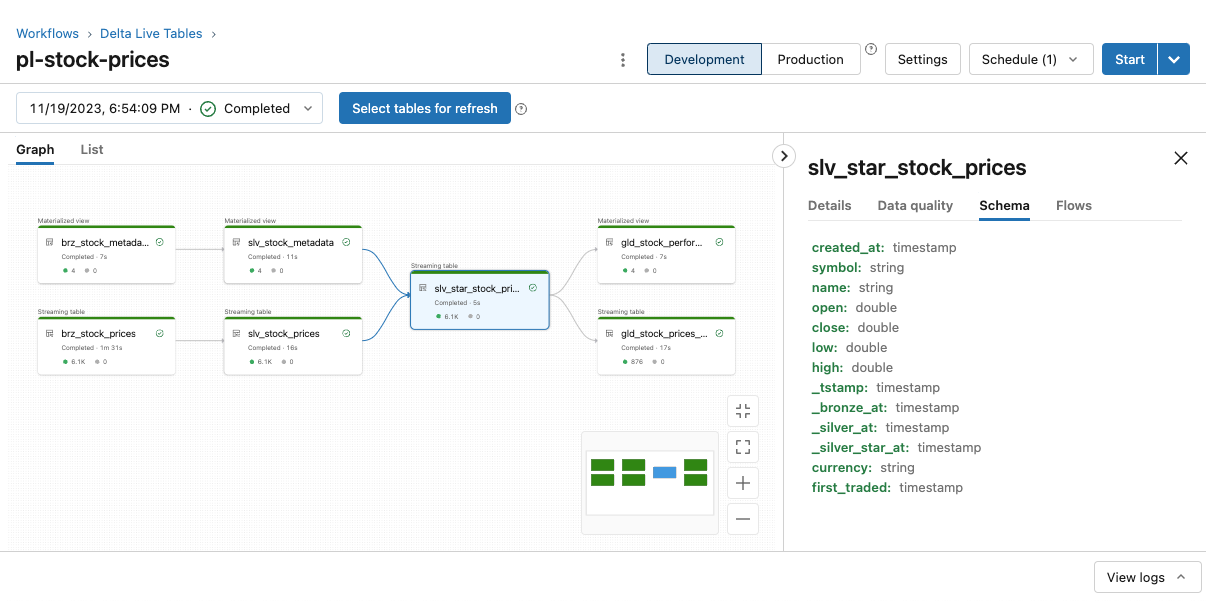 Workflows › Delta Live Tables ›
pl-stock-prices
Development Production ? Settings Schedule (1) Start
11/19/2023, 6:54:09 PM · Completed Select tables for refresh ?
Graph List
Materialized view
brz_stock_metada...
Completed · 7s
4 0
Materialized view
slv_stock_metadata
Completed · 11s
4 0
Streaming table
brz_stock_prices
Completed · 1m 31s
6.1K 0
Streaming table
slv_stock_prices
Completed · 16s
6.1K 0
Streaming table
slv_star_stock_pri...
Completed · 5s
6.1K 0
Materialized view
gld_stock_perfor...
Completed · 7s
4 0
Streaming table
gld_stock_prices_...
Completed · 17s
876 0
slv_star_stock_prices
Details Data quality Schema Flows
created_at: timestamp
symbol: string
name: string
open: double
close: double
low: double
high: double
_tstamp: timestamp
_bronze_at: timestamp
_silver_at: timestamp
_silver_star_at: timestamp
currency: string
first_traded: timestamp
View logs